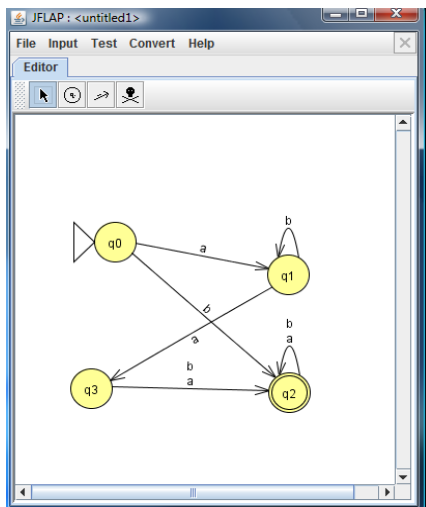 JFLAP : <untitled1>
File Input Test Convert Help
Editor
b
q0
a
q1
b
b
a
a
b
q3
a
q2